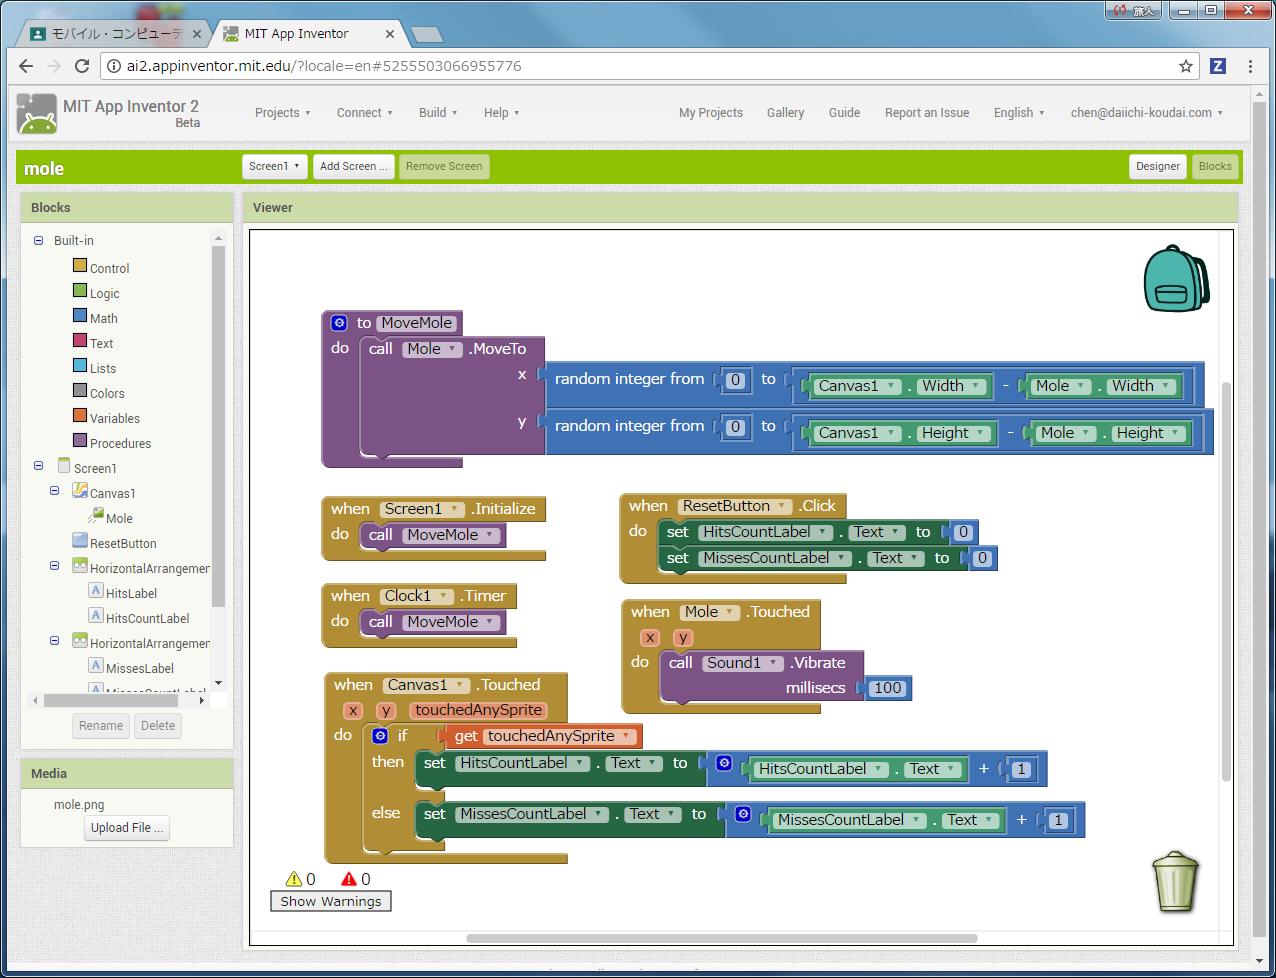 旅人
モバイル・コンピューテ
MIT App Inventor
ai2.appinventor.mit.edu/?locale=en#5255503066955776
Z
MIT App Inventor 2
Beta
Projects
Connect
Build
Help
My Projects
Gallery
Guide
Report an Issue
English
chen@daiichi-koudai.com
mole
Screen1
Add Screen ...
Remove Screen
Designer
Blocks
Blocks
Built-in
Control
Logic
Math
Text
Lists
Colors
Variables
Procedures
Screen1
Canvas1
Mole
ResetButton
HorizontalArrangemen
A HitsLabel
A HitsCountLabel
HorizontalArrangemen
A MissesLabel
A MissesCountLabel
Rename
Delete
Media
mole.png
Upload File ...
Viewer
to MoveMole
do call Mole .MoveTo
x random integer from 0 to Canvas1 . Width - Mole . Width
y random integer from 0 to Canvas1 . Height - Mole . Height
when Screen1 .Initialize
do call MoveMole
when ResetButton .Click
do set HitsCountLabel . Text to 0
set MissesCountLabel . Text to 0
when Clock1 .Timer
do call MoveMole
when Mole .Touched
x y
do call Sound1 .Vibrate
millisecs 100
when Canvas1 .Touched
x y touchedAnySprite
do if get touchedAnySprite
then set HitsCountLabel . Text to HitsCountLabel . Text + 1
else set MissesCountLabel . Text to MissesCountLabel . Text + 1
0 0
Show Warnings